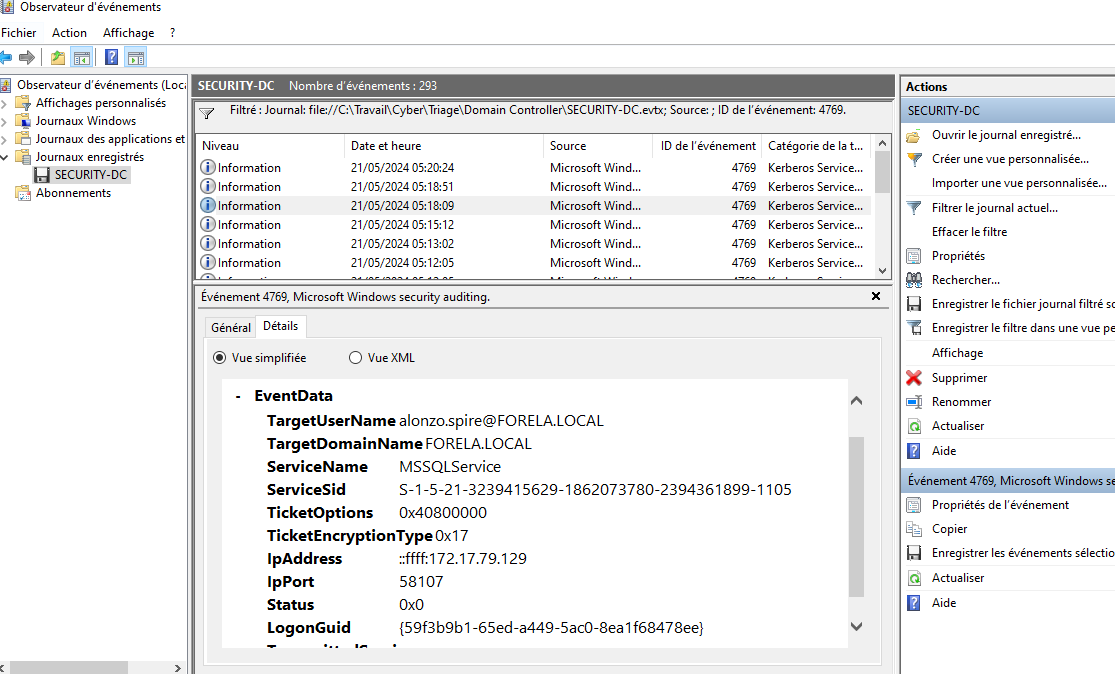 Observateur d'événements
Fichier Action Affichage ?
Observateur d'événements (Loca
Affichages personnalisés
Journaux Windows
Journaux des applications et
Journaux enregistrés
SECURITY-DC
Abonnements
SECURITY-DC Nombre d'événements : 293
Filtré : Journal: file://C:\Travail\Cyber\Triage\Domain Controller\SECURITY-DC.evtx; Source: ; ID de l'événement: 4769.
Niveau Date et heure Source ID de l'événement Catégorie de la t...
Information 21/05/2024 05:20:24 Microsoft Wind... 4769 Kerberos Service...
Information 21/05/2024 05:18:51 Microsoft Wind... 4769 Kerberos Service...
Information 21/05/2024 05:18:09 Microsoft Wind... 4769 Kerberos Service...
Information 21/05/2024 05:15:12 Microsoft Wind... 4769 Kerberos Service...
Information 21/05/2024 05:13:02 Microsoft Wind... 4769 Kerberos Service...
Information 21/05/2024 05:12:05 Microsoft Wind... 4769 Kerberos Service...
Événement 4769, Microsoft Windows security auditing.
Général Détails
Vue simplifiée Vue XML
- EventData
TargetUserName alonzo.spire@FORELA.LOCAL
TargetDomainName FORELA.LOCAL
ServiceName MSSQLService
ServiceSid S-1-5-21-3239415629-1862073780-2394361899-1105
TicketOptions 0x40800000
TicketEncryptionType 0x17
IpAddress ::ffff:172.17.79.129
IpPort 58107
Status 0x0
LogonGuid {59f3b9b1-65ed-a449-5ac0-8ea1f68478ee}
Actions
SECURITY-DC
Ouvrir le journal enregistré...
Créer une vue personnalisée...
Importer une vue personnalisée...
Filtrer le journal actuel...
Effacer le filtre
Propriétés
Rechercher...
Enregistrer le fichier journal filtré so
Enregistrer le filtre dans une vue pe
Affichage
Supprimer
Renommer
Actualiser
Aide
Événement 4769, Microsoft Windows se
Propriétés de l'événement
Copier
Enregistrer les événements sélectio
Actualiser
Aide